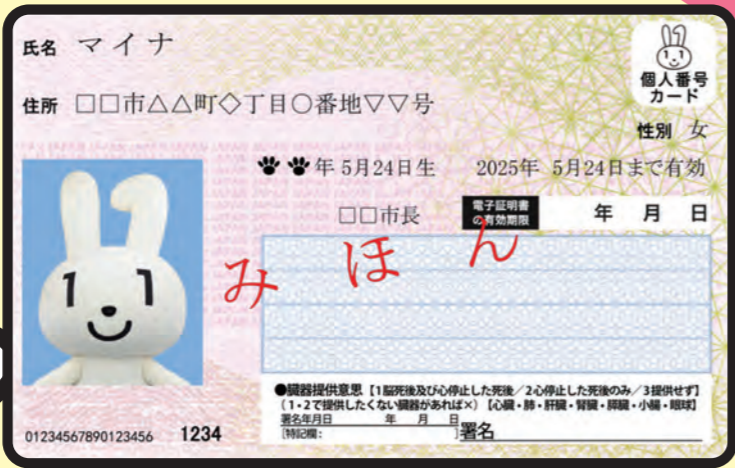 氏名 マイナ
個人番号
カード
住所 □□市△△町◇丁目○番地▽▽号
性別 女
年 5月24日生 2025年 5月24日まで有効
□□市長 電子証明書の有効期限 年 月 日
みほん
●臓器提供意思【1脳死後及び心停止した死後／2心停止した死後のみ／3提供せず】
（1・2で提供したくない臓器があれば×）【心臓・肺・肝臓・腎臓・膵臓・小腸・眼球】
署名年月日 年 月 日
[特記欄: ]署名
01234567890123456 1234